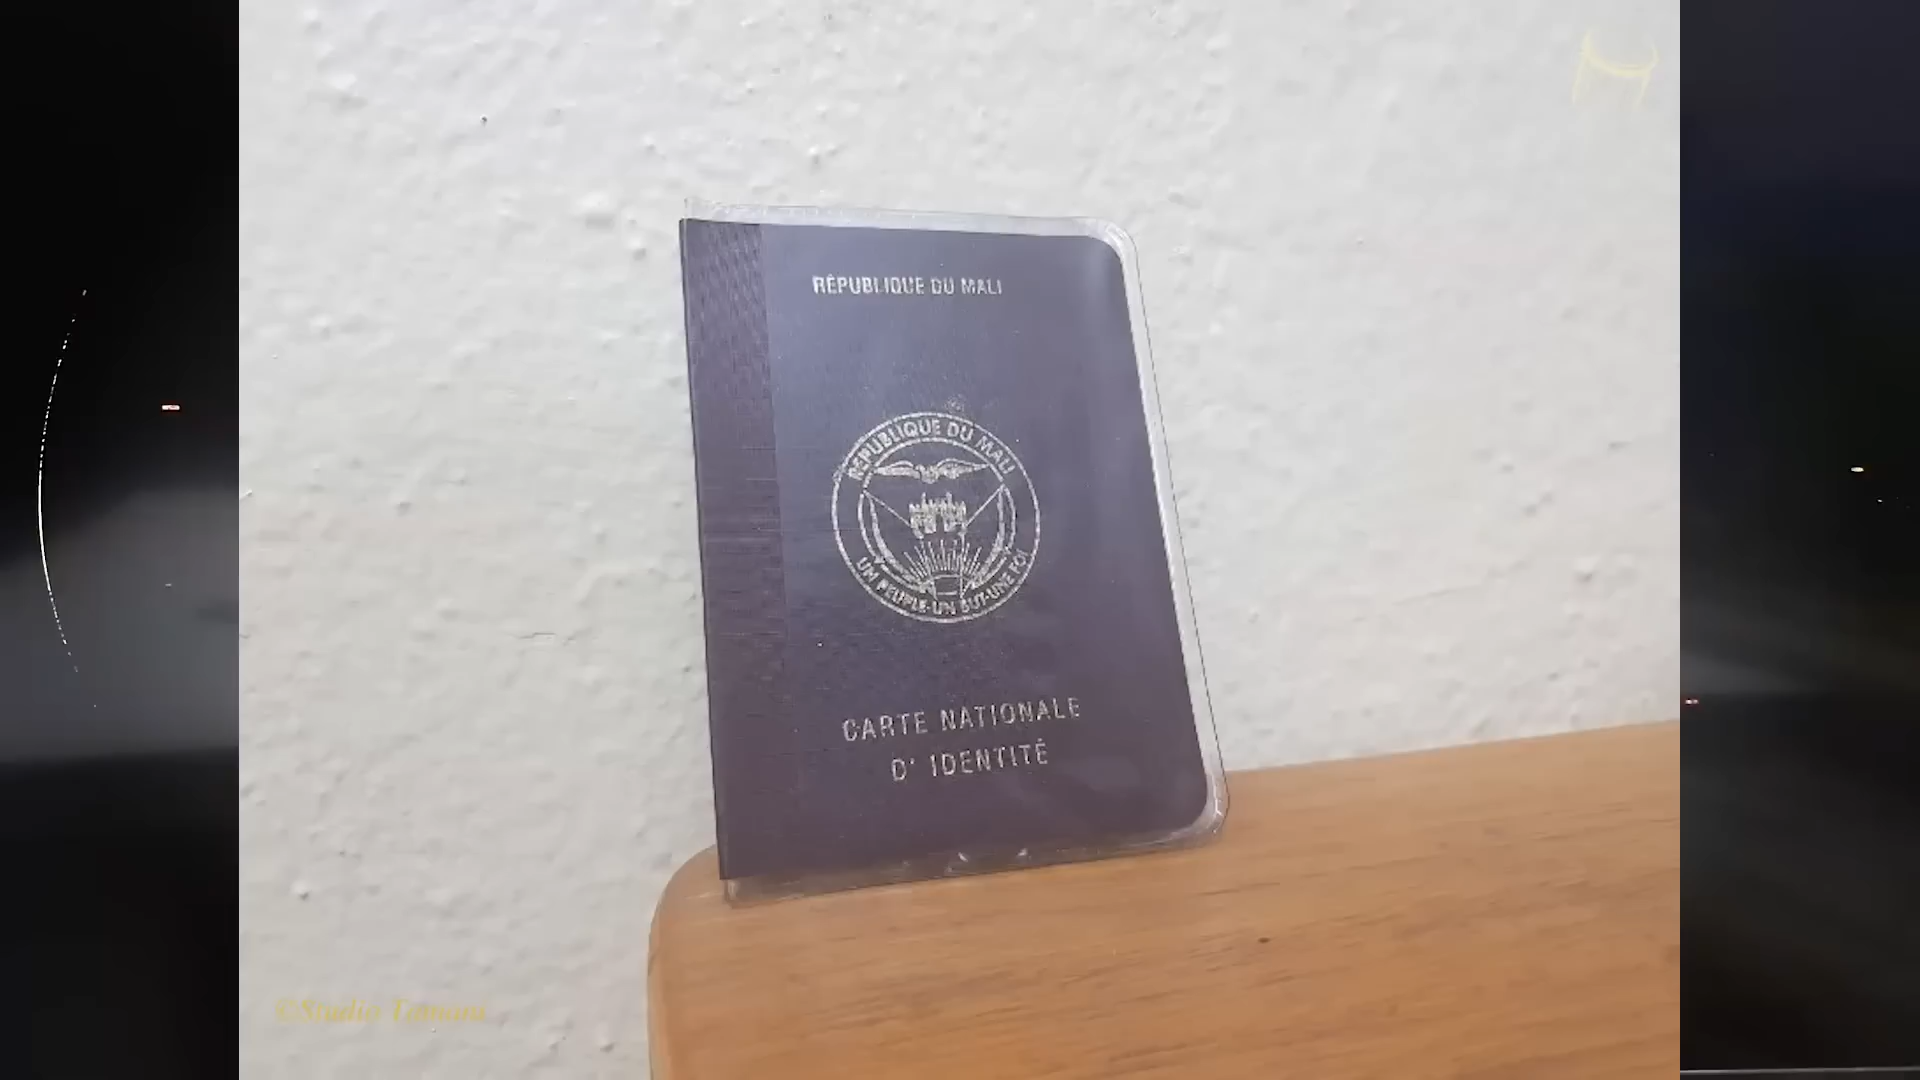 RÉPUBLIQUE DU MALI
RÉPUBLIQUE DU MALI
UN PEUPLE-UN BUT-UNE FOI
CARTE NATIONALE
D' IDENTITÉ
©Studio Tamani